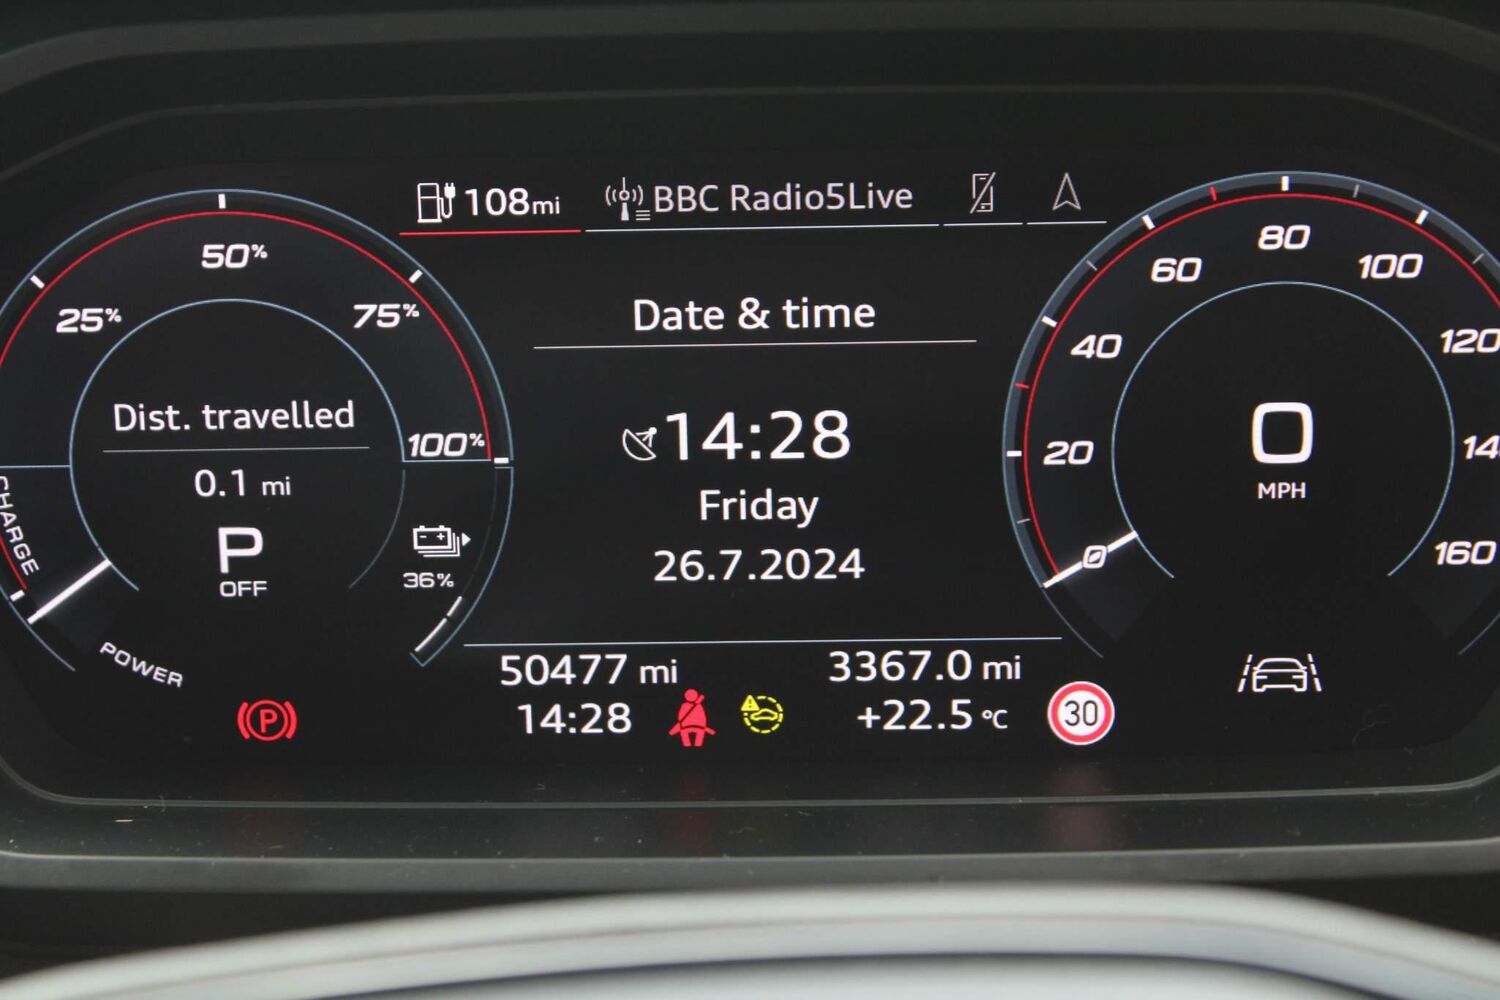 108mi
BBC Radio5Live
25%
50%
75%
100%
Dist. travelled
0.1 mi
P
OFF
36%
CHARGE
POWER
Date & time
14:28
Friday
26.7.2024
0
20
40
60
80
100
120
14
160
0
MPH
50477 mi
3367.0 mi
(P)
14:28
+22.5 °C
30